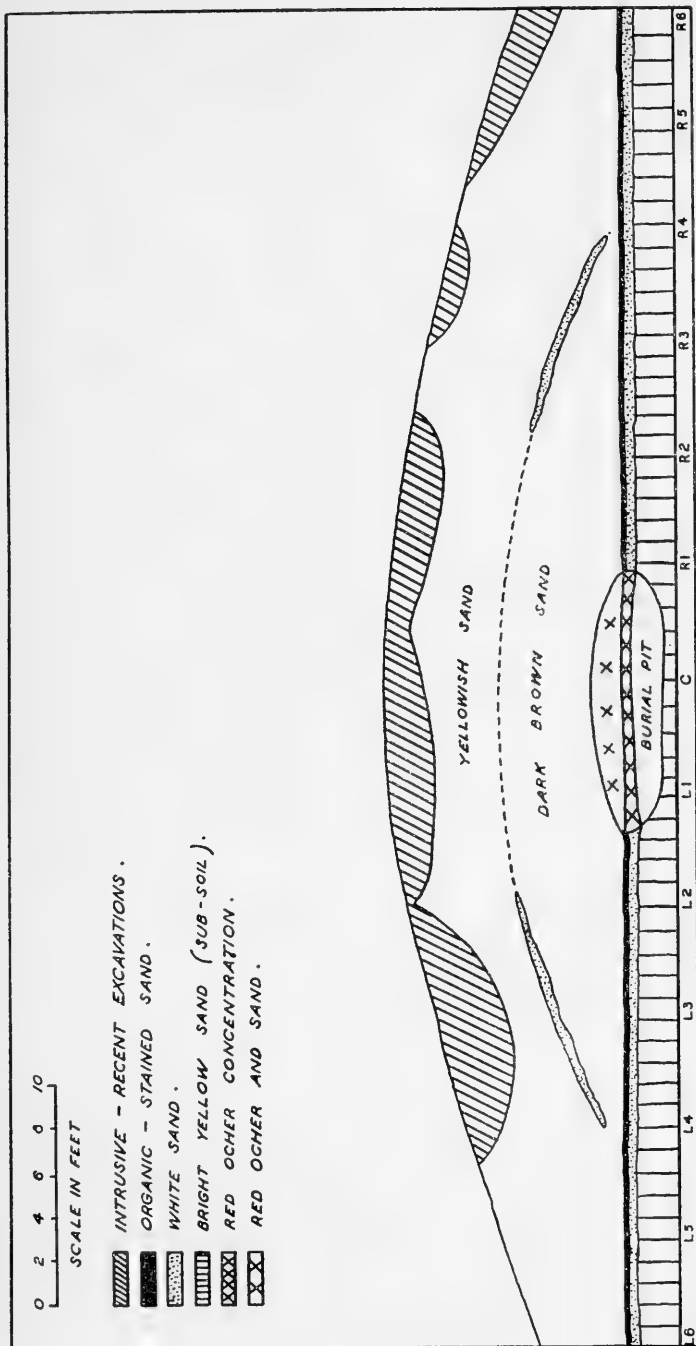 0 2 4 6 8 10
SCALE IN FEET
INTRUSIVE - RECENT EXCAVATIONS.
ORGANIC - STAINED SAND.
WHITE SAND.
BRIGHT YELLOW SAND (SUB-SOIL).
RED OCHER CONCENTRATION.
RED OCHER AND SAND.
YELLOWISH SAND
DARK BROWN SAND
BURIAL PIT
L6 L5 L4 L3 L2 L1 C R1 R2 R3 R4 R5 R6